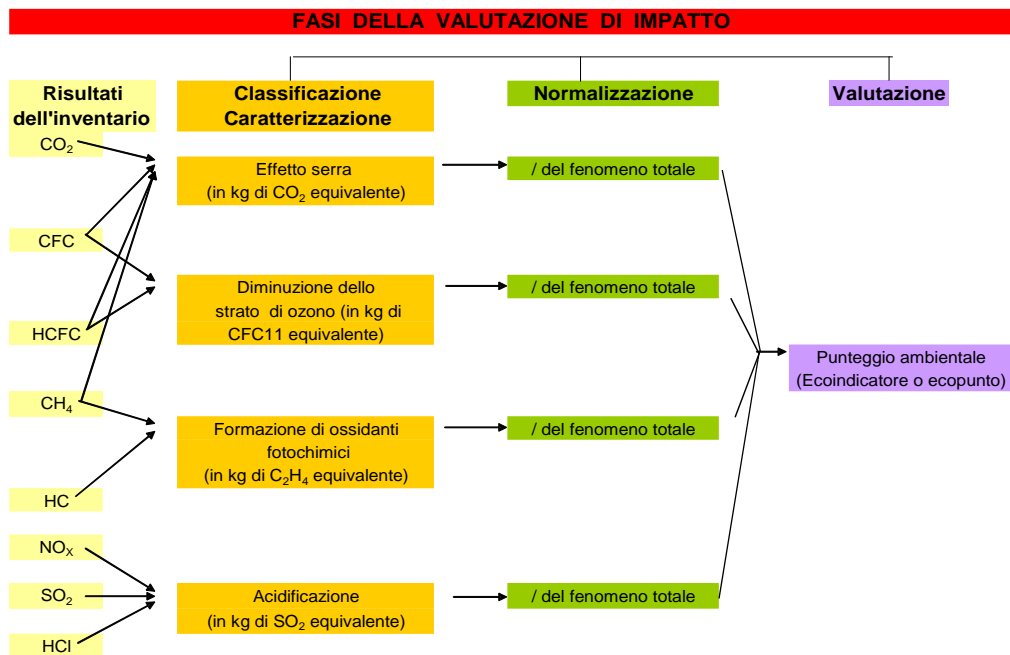 FASI DELLA VALUTAZIONE DI IMPATTO
Risultati
dell'inventario
Classificazione
Caratterizzazione
Normalizzazione
Valutazione
CO₂
CFC
HCFC
CH₄
HC
NOₓ
SO₂
HCl
Effetto serra
(in kg di CO₂ equivalente)
/ del fenomeno totale
Diminuzione dello
strato di ozono (in kg di
CFC11 equivalente)
/ del fenomeno totale
Formazione di ossidanti
fotochimici
(in kg di C₂H₄ equivalente)
/ del fenomeno totale
Acidificazione
(in kg di SO₂ equivalente)
/ del fenomeno totale
Punteggio ambientale
(Ecoindicatore o ecopunto)